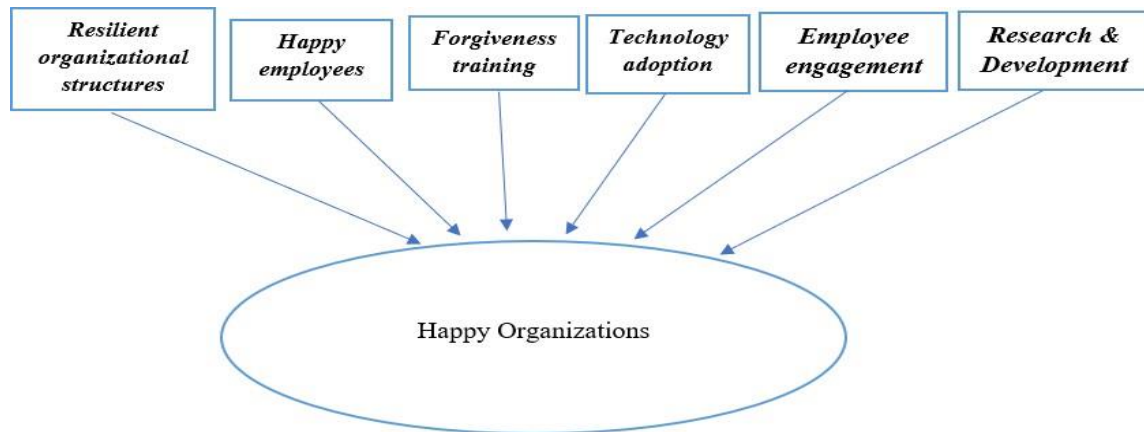 Resilient
organizational
structures
Happy
employees
Forgiveness
training
Technology
adoption
Employee
engagement
Research &
Development
Happy Organizations